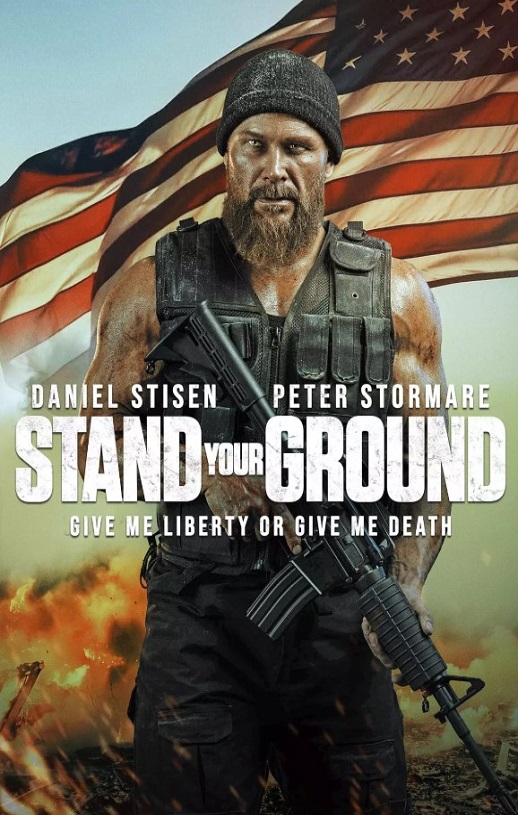 DANIEL STISEN PETER STORMARE
STAND YOUR GROUND
GIVE ME LIBERTY OR GIVE ME DEATH